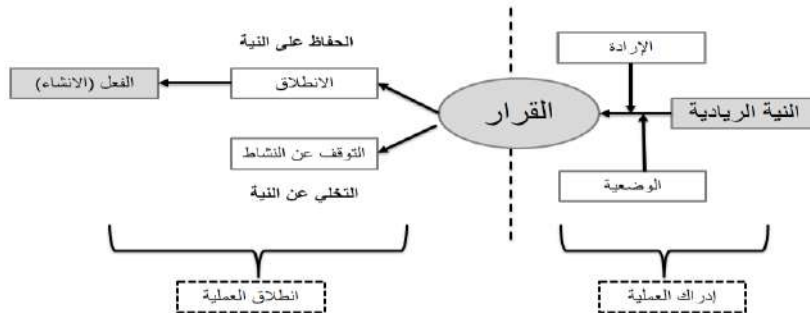 الإرادة
النية الريادية
الوضعية
القرار
الحفاظ على النية
الانطلاق
الفعل (الانشاء)
التوقف عن النشاط
التخلي عن النية
إدراك العملية
انطلاق العملية